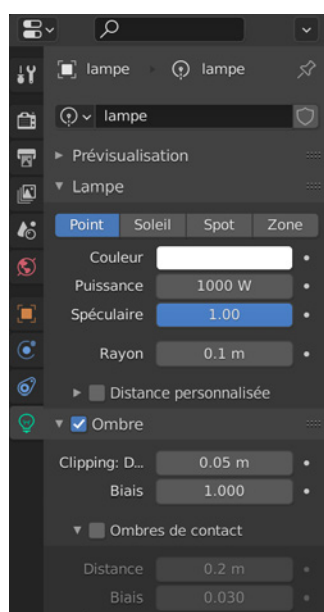 lampe lampe
lampe
Prévisualisation
Lampe
Point Soleil Spot Zone
Couleur
Puissance 1000 W
Spéculaire 1.00
Rayon 0.1 m
Distance personnalisée
Ombre
Clipping: D... 0.05 m
Biais 1.000
Ombres de contact
Distance 0.2 m
Biais 0.030